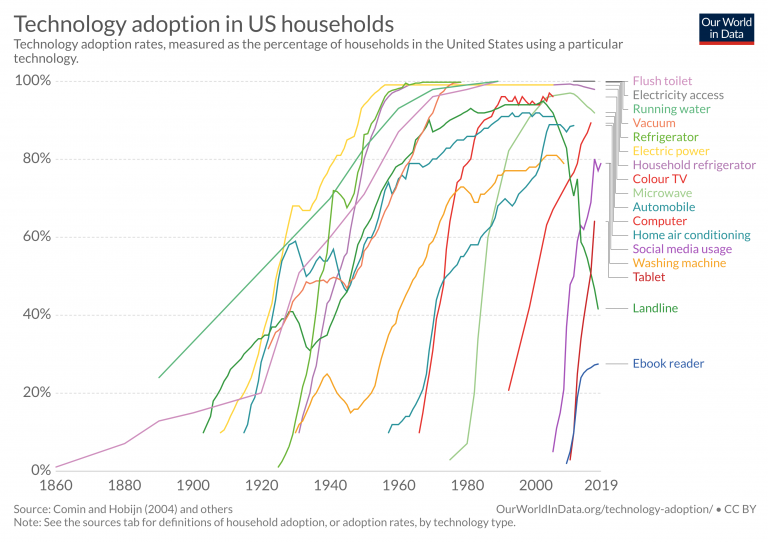 Technology adoption in US households
Technology adoption rates, measured as the percentage of households in the United States using a particular
technology.
Our World
in Data
100%
80%
60%
40%
20%
0%
1860
1880
1900
1920
1940
1960
1980
2000
2019
Flush toilet
Electricity access
Running water
Vacuum
Refrigerator
Electric power
Household refrigerator
Colour TV
Microwave
Automobile
Computer
Home air conditioning
Social media usage
Washing machine
Tablet
Landline
Ebook reader
Source: Comin and Hobijn (2004) and others
OurWorldInData.org/technology-adoption/ • CC BY
Note: See the sources tab for definitions of household adoption, or adoption rates, by technology type.